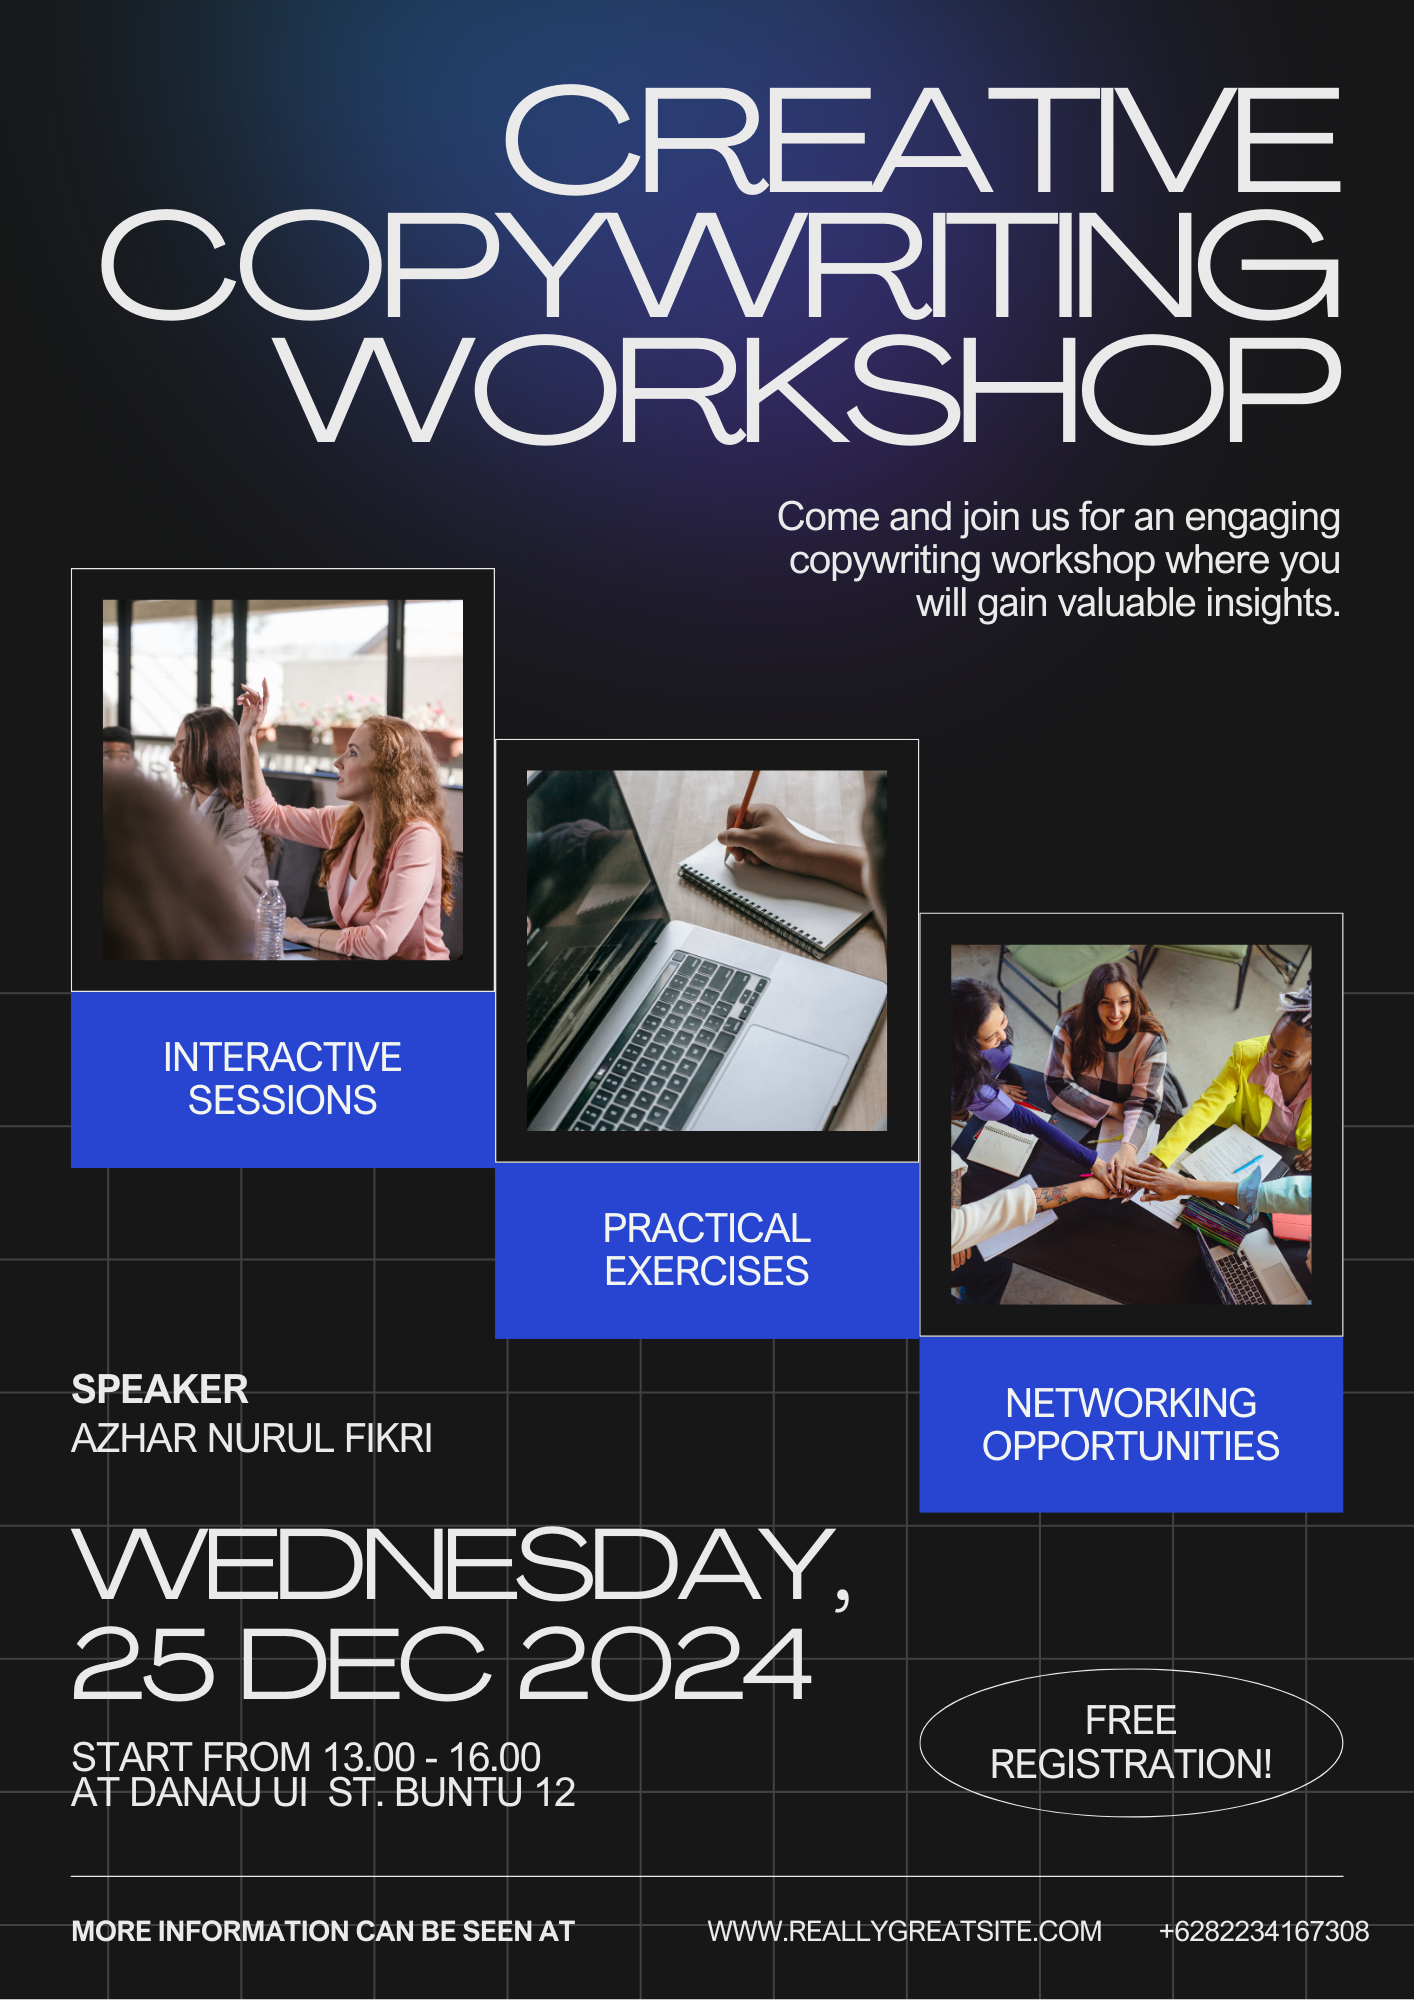 CREATIVE
COPYWRITING
WORKSHOP
Come and join us for an engaging
copywriting workshop where you
will gain valuable insights.
INTERACTIVE
SESSIONS
PRACTICAL
EXERCISES
NETWORKING
OPPORTUNITIES
SPEAKER
AZHAR NURUL FIKRI
WEDNESDAY,
25 DEC 2024
START FROM 13.00 - 16.00
AT DANAU UI  ST. BUNTU 12
FREE
REGISTRATION!
MORE INFORMATION CAN BE SEEN AT WWW.REALLYGREATSITE.COM +6282234167308